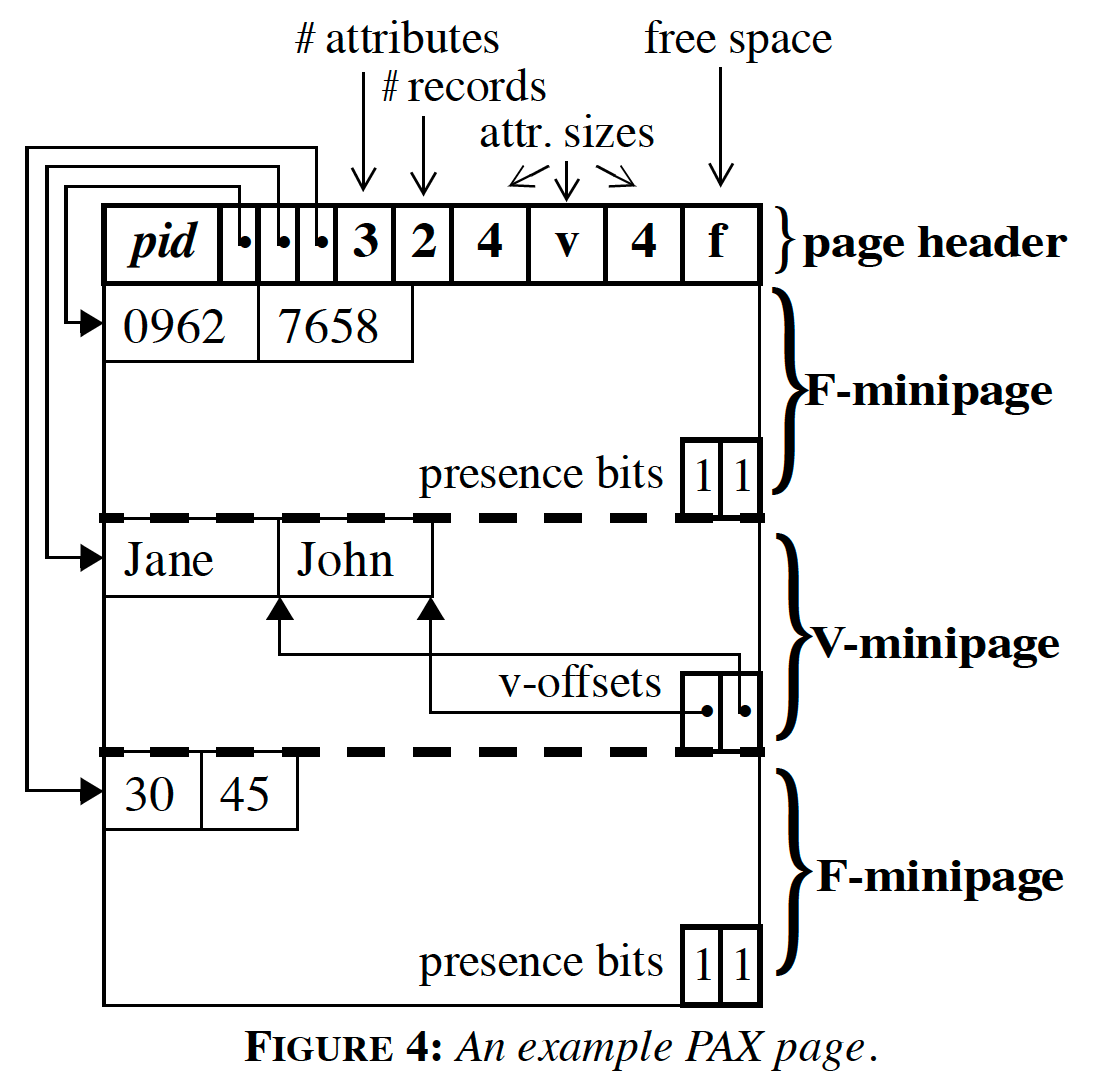 # attributes
free space
# records
attr. sizes
pid 3 2 4 v 4 f
page header
0962 7658
F-minipage
presence bits 1 1
Jane John
V-minipage
v-offsets
30 45
F-minipage
presence bits 1 1
FIGURE 4: An example PAX page.